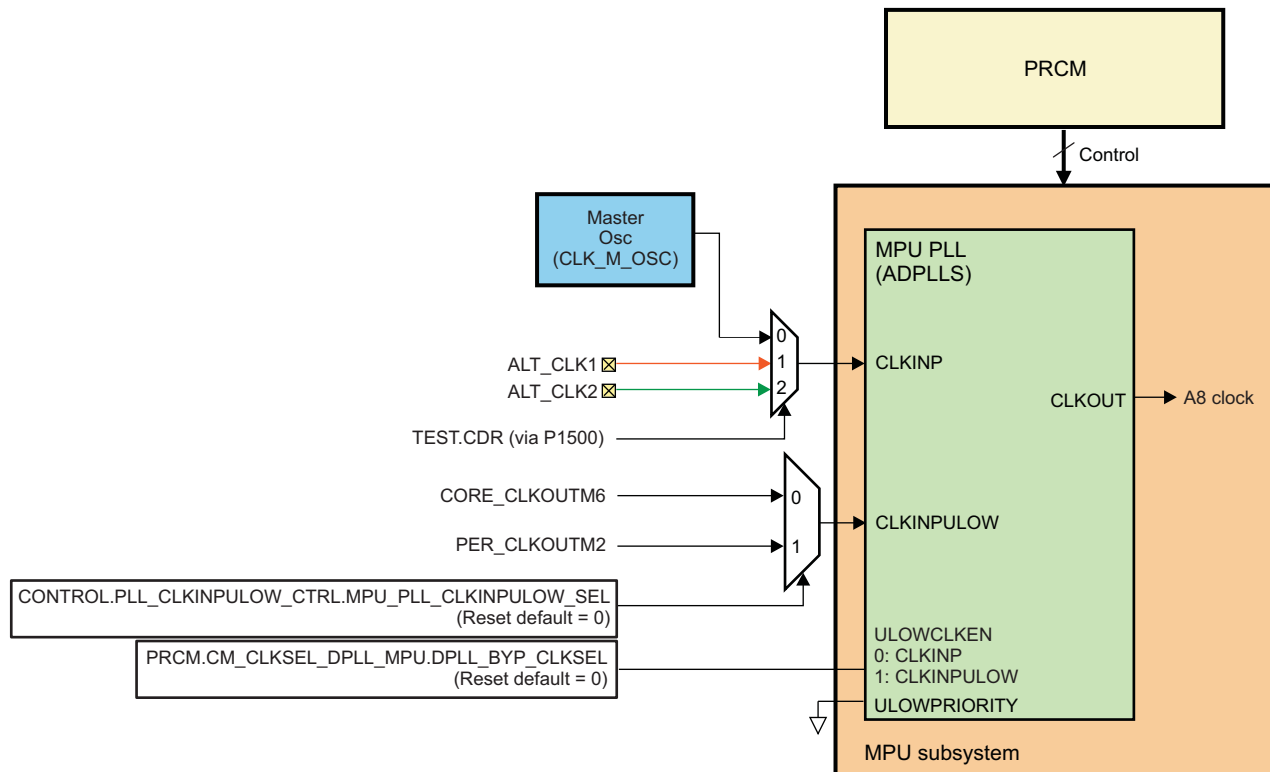 PRCM
Control
Master
Osc
(CLK_M_OSC)
MPU PLL
(ADPLLS)
0
ALT_CLK1
1
CLKINP
ALT_CLK2
2
CLKOUT
A8 clock
TEST.CDR (via P1500)
CORE_CLKOUTM6
0
CLKINPULOW
PER_CLKOUTM2
1
CONTROL.PLL_CLKINPULOW_CTRL.MPU_PLL_CLKINPULOW_SEL
(Reset default = 0)
PRCM.CM_CLKSEL_DPLL_MPU.DPLL_BYP_CLKSEL
(Reset default = 0)
ULOWCLKEN
0: CLKINP
1: CLKINPULOW
ULOWPRIORITY
MPU subsystem